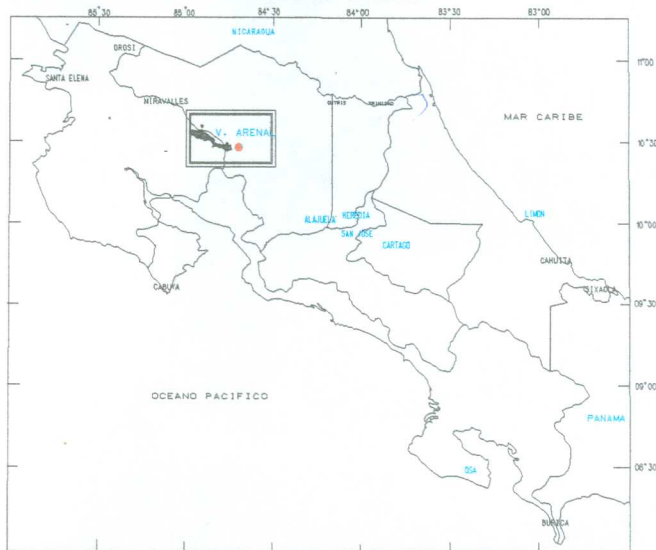 85°30 85°00 84°30 84°00 83°30 83°00
NICARAGUA
OROSI
11°00
SANTA ELENA
MIRAVALLES
CUTRIS
MAR CARIBE
V. ARENAL
10°30
LIMON
ALAJUELA HEREDIA
10°00
SAN JOSE
CARTAGO
CAHUITA
CABUYA
SIXAOLA
09°30
OCEANO PACIFICO
09°00
PANAMA
OSA
08°30
BURICA